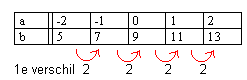 a -2 -1 0 1 2
b 5 7 9 11 13
1e verschil 2 2 2 2